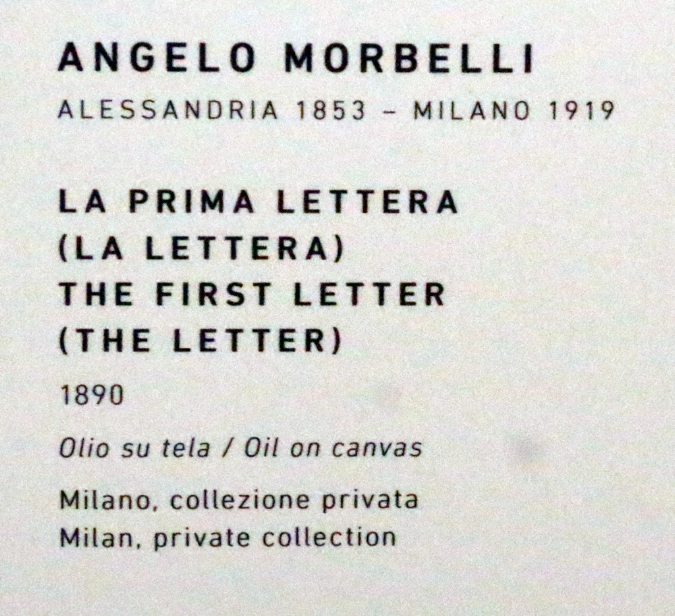 ANGELO MORBELLI
ALESSANDRIA 1853 – MILANO 1919
LA PRIMA LETTERA
(LA LETTERA)
THE FIRST LETTER
(THE LETTER)
1890
Olio su tela / Oil on canvas
Milano, collezione privata
Milan, private collection